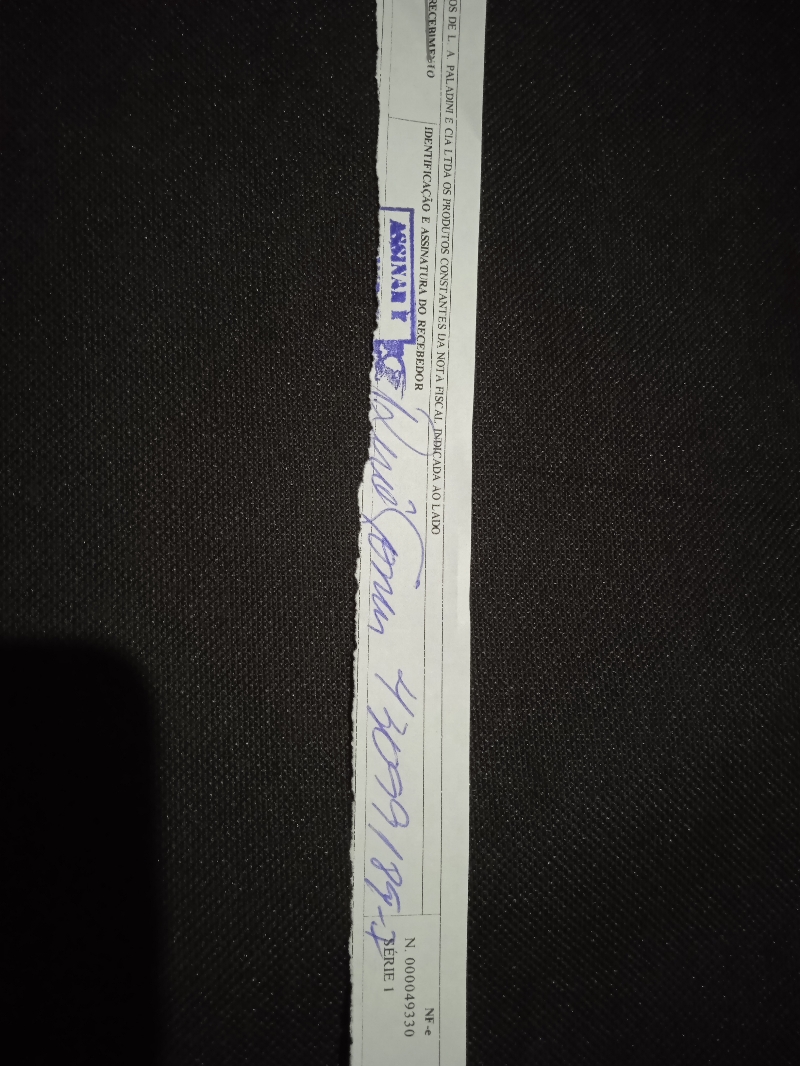 OS DE L. A. PALADINI E CIA LTDA OS PRODUTOS CONSTANTES DA NOTA FISCAL INDICADA AO LADO
RECEBIMENTO
IDENTIFICAÇÃO E ASSINATURA DO RECEBEDOR
ASSINAR E
NF-e
N. 000049330
SÉRIE 1